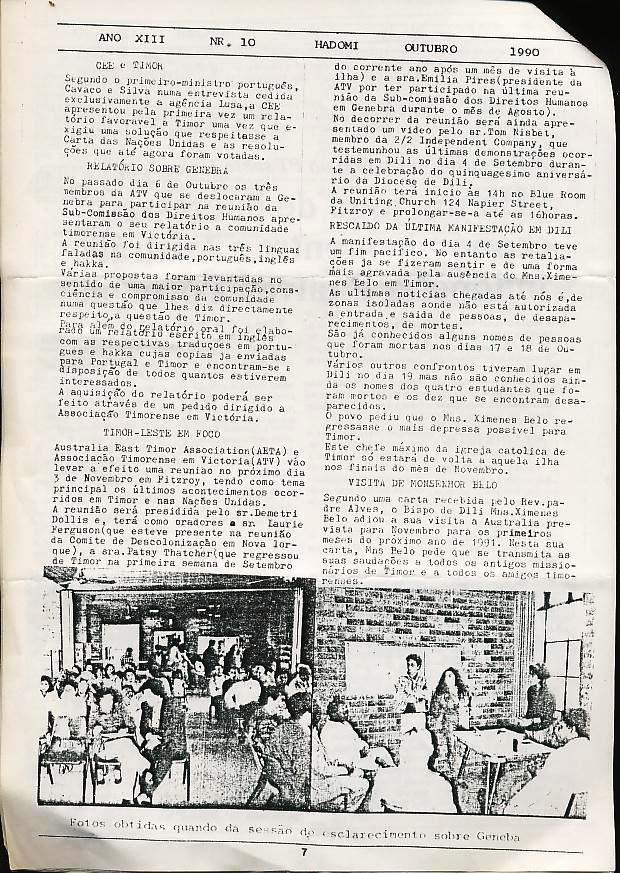 ANO XIII NR. 10 HADOMI OUTUBRO 1990
CEE e TIMOR
Segundo o primeiro-ministro português,
Cavaco e Silva numa entrevista cedida
exclusivamente a agência Lusa,a CEE
apresentou pela primeira vez um rela-
tório favorável a Timor uma vez que e-
xigiu uma solução que respeitasse a
Carta das Nações Unidas e as resolu-
ções que até agora foram votadas.
RELATÓRIO SOBRE GENEBRA
No passado dia 6 de Outubro os três
membros da ATV que se deslocaram a Ge-
nebra para participar na reunião da
Sub-Comissão dos Direitos Humanos apre-
sentaram o seu relatório a comunidade
timorense em Victória.
A reunião foi dirigida nas três linguas
faladas na comunidade,português,inglês
e hakka.
Várias propostas foram levantadas no
sentido de uma maior participação,cons-
ciência e compromisso da comunidade
numa questão que lhes diz directamente
respeito,a questão de Timor.
Para além do relatório oral foi elabo-
rado um relatório escrito em inglês
com as respectivas traduções em portu-
gues e hakka cujas copias ja enviadas
para Portugal e Timor e encontram-se à
disposição de todos quantos estiverem
interessados.
A aquisição do relatório poderá ser
feito através de um pedido dirigido a
Associação Timorense em Victória.
TIMOR-LESTE EM FOCO
Australia East Timor Association(AETA) e
Associação Timorense em Victoria(ATV) vão
levar a efeito uma reunião no próximo dia
3 de Novembro em Fitzroy, tendo como tema
principal os últimos acontecimentos ocor-
ridos em Timor e nas Nações Unidas.
A reunião será presidida pelo sr.Demetri
Dollis e, terá como oradores o sr. Laurie
Ferguson(que esteve presente na reunião
da Comite de Descolonização em Nova Ior-
que), a sra.Patsy Thatcher(que regressou
de Timor na primeira semana de Setembro
do corrente ano após um mês de visita à
ilha) e a sra.Emilia Pires(presidente da
ATV por ter participado na última reu-
nião da Sub-comissão dos Direitos Humanos
em Genebra durante o mês de Agosto).
No decorrer da reunião será ainda apre-
sentado um video pelo sr.Tom Nisbet,
membro da 2/2 Independent Company, que
testemunhou as últimas demonstrações ocor-
ridas em Dili no dia 4 de Setembro duran-
te a celebração do quinquagesimo aniversá-
rio da Diocese de Dili.
A reunião terá inicio às 14h no Blue Room
da Uniting Church 124 Napier Street,
Fitzroy e prolongar-se-a até as 16horas.
RESCALDO DA ÚLTIMA MANIFESTAÇÃO EM DILI
A manifestação do dia 4 de Setembro teve
um fim pacifico. No entanto as retalia-
ções ja se fizeram sentir e de uma forma
mais agravada pela ausência do Mns.Xime-
nes Belo em Timor.
As ultimas noticias chegadas até nós é,de
zonas isoladas aonde não está autorizada
a entrada e saida de pessoas, de desapa-
recimentos, de mortes.
São já conhecidos alguns nomes de pessoas
que foram mortas nos dias 17 e 18 de Ou-
tubro.
Vários outros confrontos tiveram lugar em
Dili no dia 19 mas não são conhecidos ain-
da os nomes dos quatro estudantes que fo-
ram mortos e os dez que se encontram desa-
parecidos.
O povo pediu que o Mns. Ximenes Belo re-
gressasse o mais depressa possivel para
Timor.
Este chefe máximo da igreja catolica de
Timor só estará de volta a aquela ilha
nos finais do mês de Novembro.
VISITA DE MONSENHOR BELO
Segundo uma carta recebida pelo Rev.pa-
dre Alves, o Bispo de Dili Mns.Ximenes
Belo adiou a sua visita a Australia pre-
vista para Novembro para os primeiros
meses do próximo ano de 1991. Nesta sua
carta, Mns Belo pede que se transmita as
suas saudações a todos os antigos missio-
nários de Timor e a todos os amigos timo-
renses.
Fotos obtidas quando da sessão de esclarecimento sobre Geneba
7